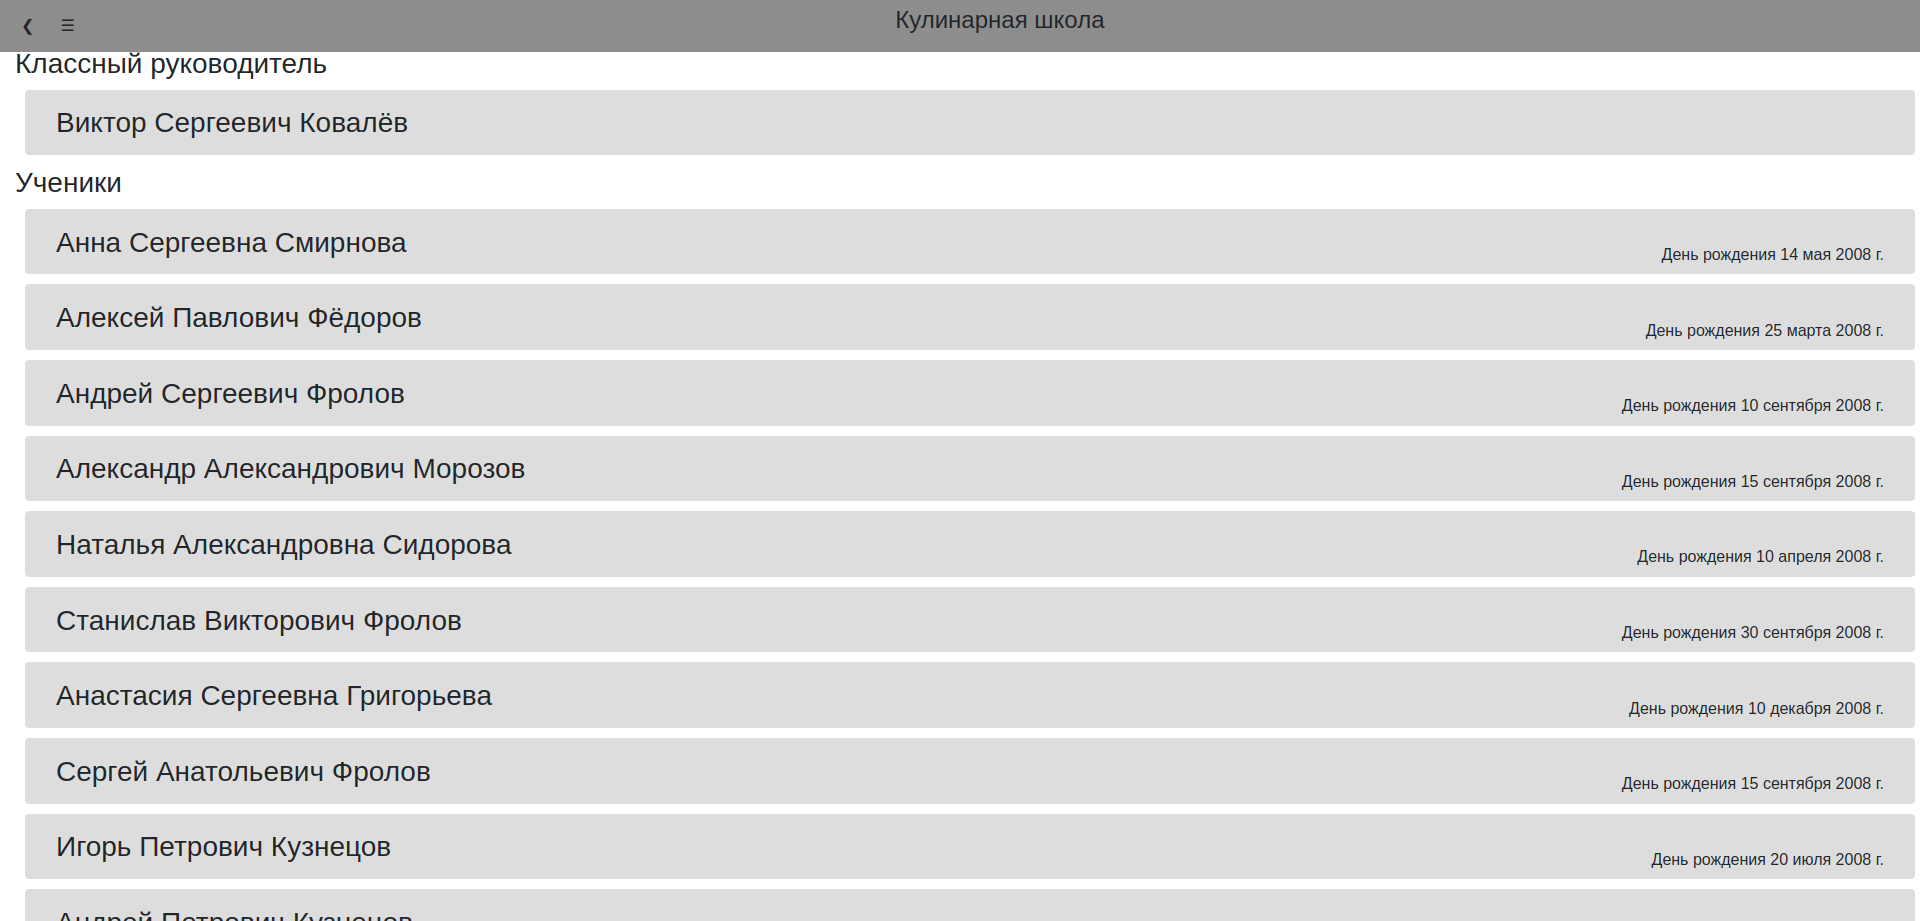 ❮ ☰ Кулинарная школа
Классный руководитель
Виктор Сергеевич Ковалёв
Ученики
Анна Сергеевна Смирнова
День рождения 14 мая 2008 г.
Алексей Павлович Фёдоров
День рождения 25 марта 2008 г.
Андрей Сергеевич Фролов
День рождения 10 сентября 2008 г.
Александр Александрович Морозов
День рождения 15 сентября 2008 г.
Наталья Александровна Сидорова
День рождения 10 апреля 2008 г.
Станислав Викторович Фролов
День рождения 30 сентября 2008 г.
Анастасия Сергеевна Григорьева
День рождения 10 декабря 2008 г.
Сергей Анатольевич Фролов
День рождения 15 сентября 2008 г.
Игорь Петрович Кузнецов
День рождения 20 июля 2008 г.
Андрей Петрович Кузнецов